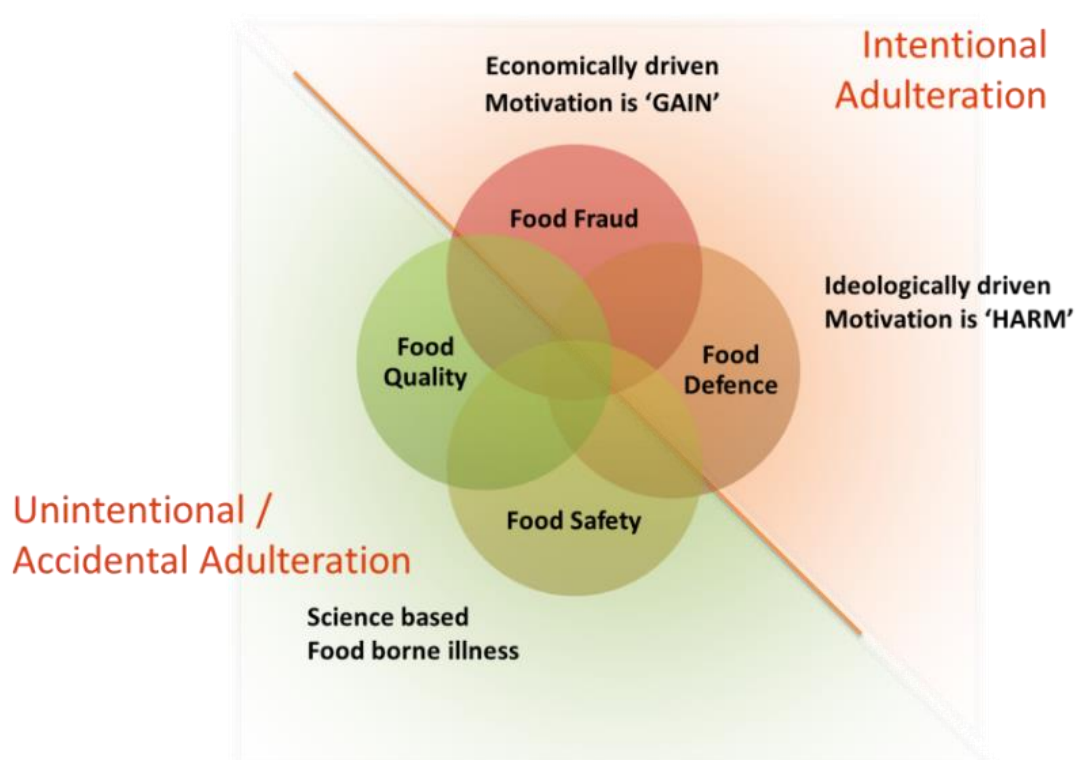 Intentional
Adulteration
Economically driven
Motivation is ‘GAIN’
Food Fraud
Ideologically driven
Motivation is ‘HARM’
Food
Quality
Food
Defence
Food Safety
Unintentional /
Accidental Adulteration
Science based
Food borne illness